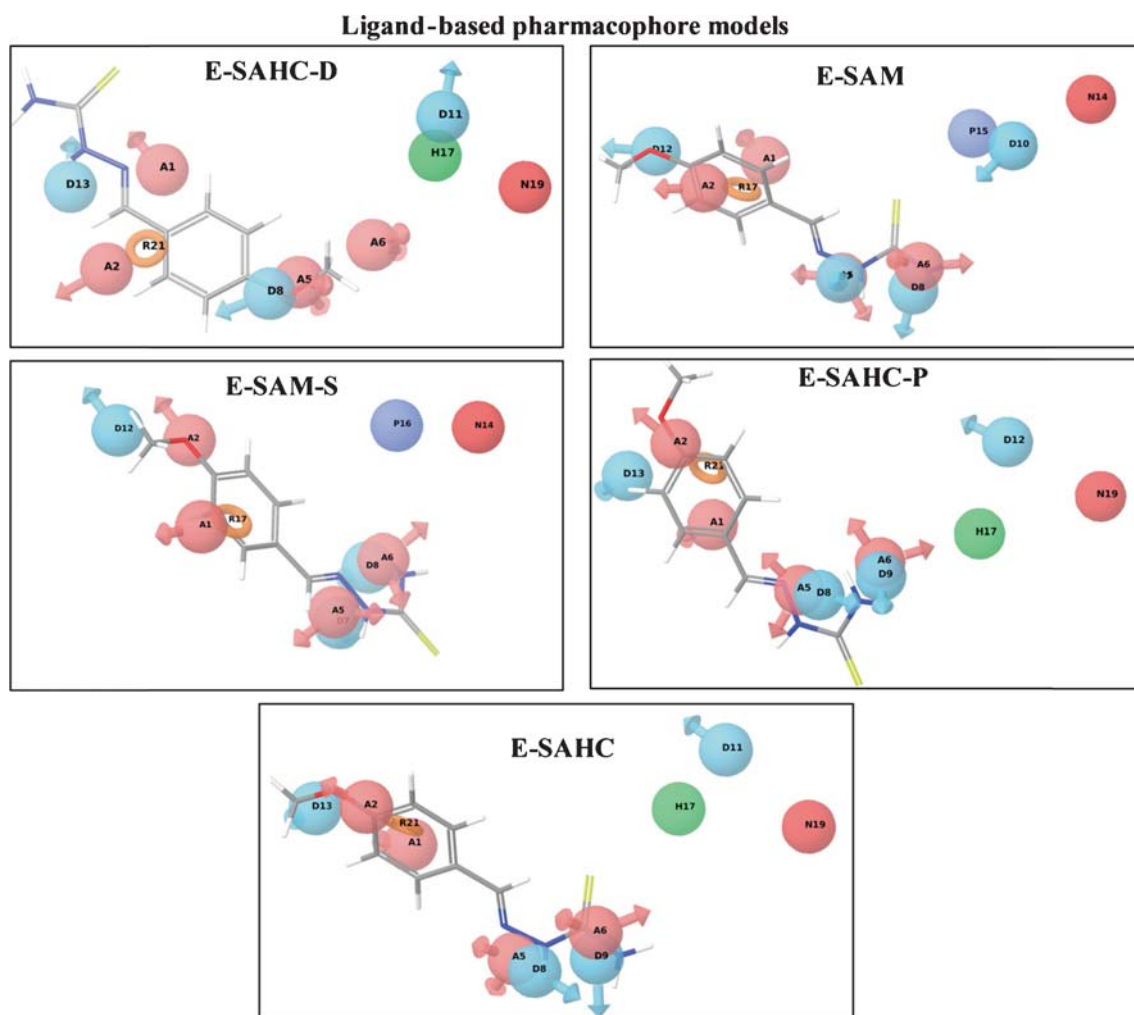 Ligand-based pharmacophore models
E-SAHC-D
D11
H17
D13
A1
N19
R21
A6
A2
A5
D8
E-SAM
N14
P15
D10
D12
A1
A2
R17
A6
D8
E-SAM-S
D12
A2
P16
N14
A1
R17
A6
D8
A5
D7
E-SAHC-P
A2
D12
R21
D13
N19
A1
H17
A6
D9
A5
D8
E-SAHC
D11
D13
A2
H17
R21
N19
A1
A6
A5
D9
D8